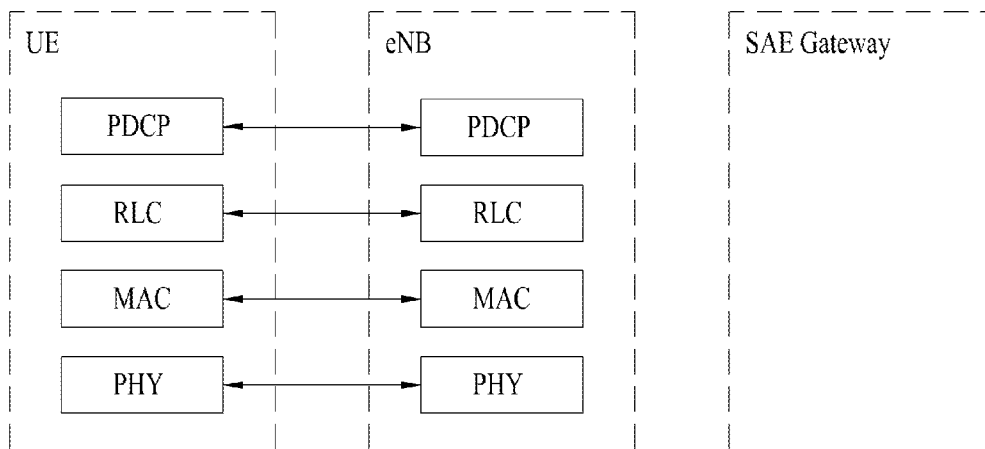 UE eNB SAE Gateway
PDCP PDCP
RLC RLC
MAC MAC
PHY PHY